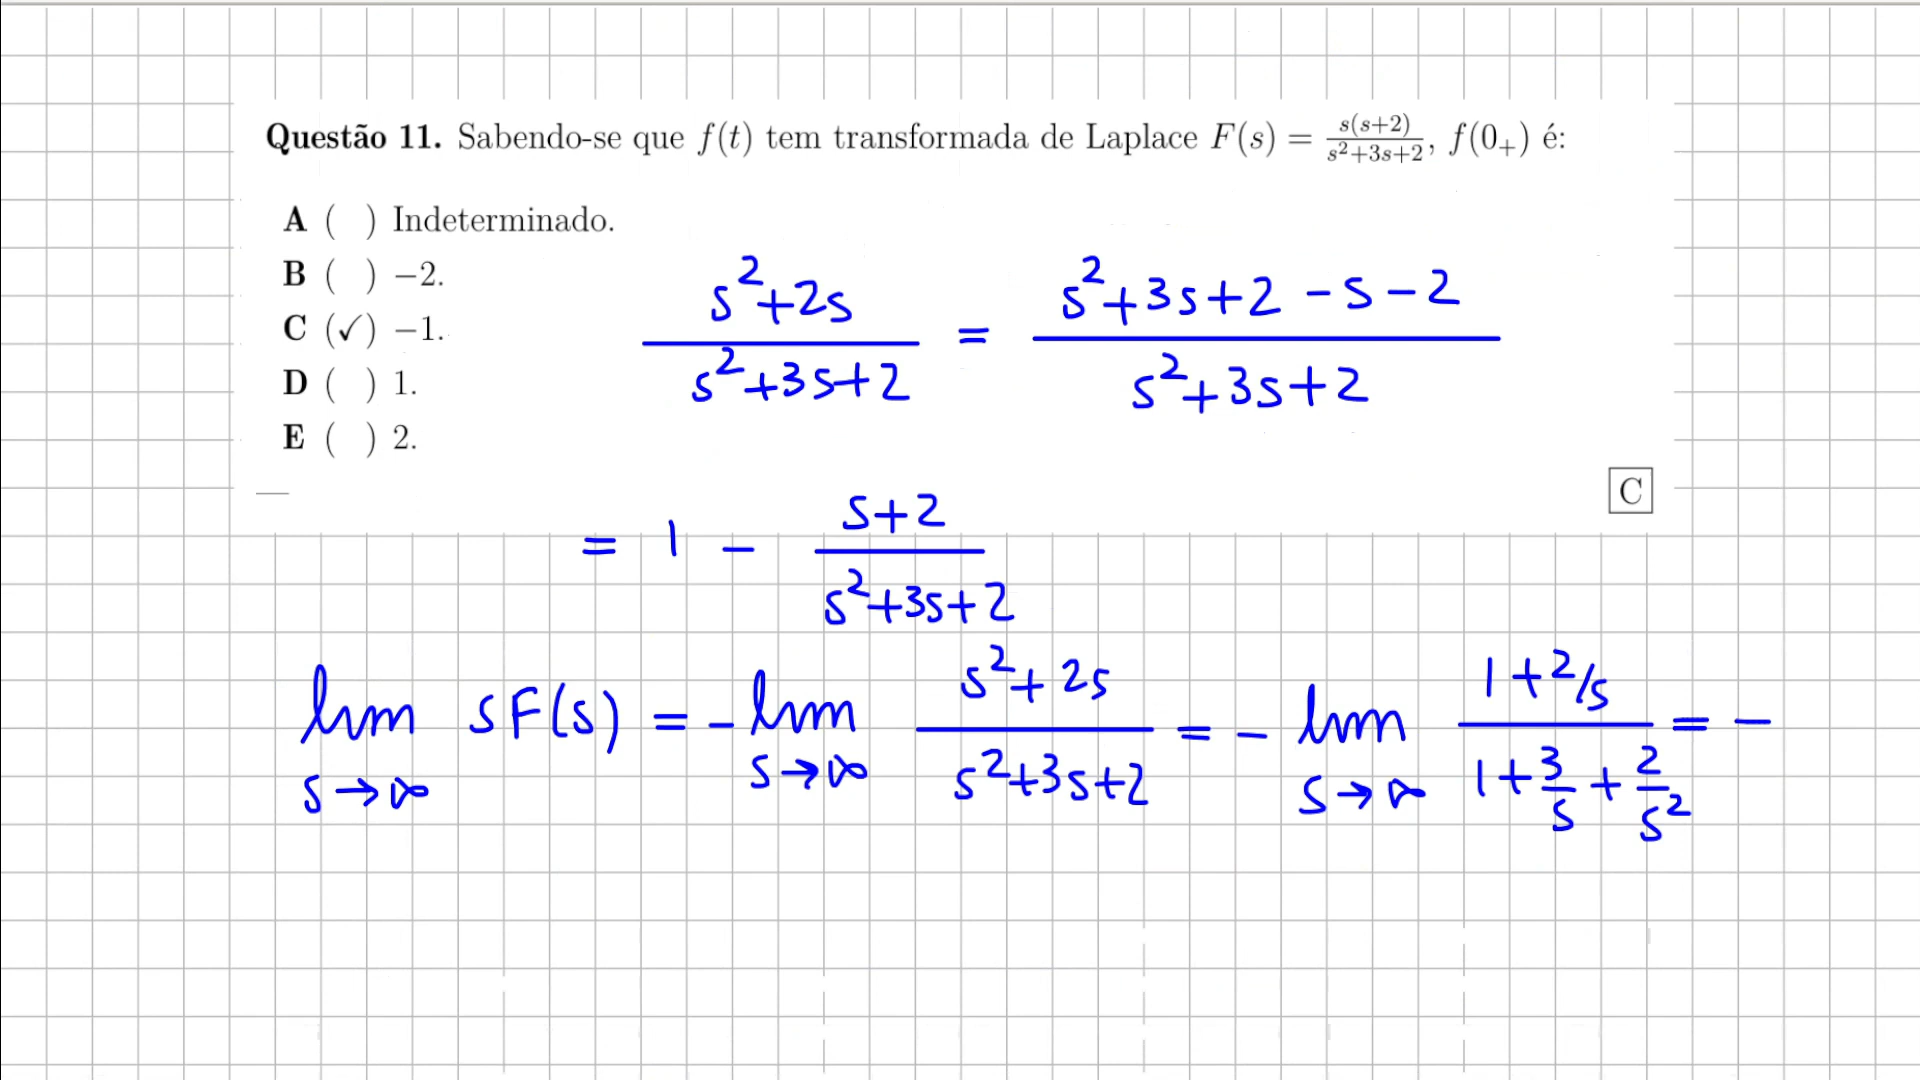 Questão 11. Sabendo-se que f(t) tem transformada de Laplace F(s) = s(s+2)/(s²+3s+2), f(0₊) é:
A ( ) Indeterminado.
B ( ) −2.
C (✓) −1.
D ( ) 1.
E ( ) 2.
(s²+2s)/(s²+3s+2) = (s²+3s+2−s−2)/(s²+3s+2)
C
= 1 − (s+2)/(s²+3s+2)
lim s→∞ sF(s) = −lim s→∞ (s²+2s)/(s²+3s+2) = −lim s→∞ (1+2/s)/(1+3/s+2/s²) = −